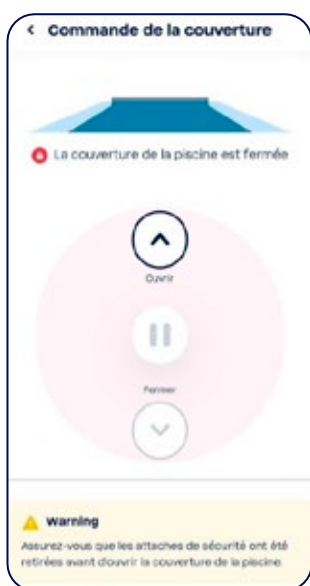 Commande de la couverture
La couverture de la piscine est fermée
Ouvrir
Fermer
Warning
Assurez-vous que les attaches de sécurité ont été
retirées avant d'ouvrir la couverture de la piscine.